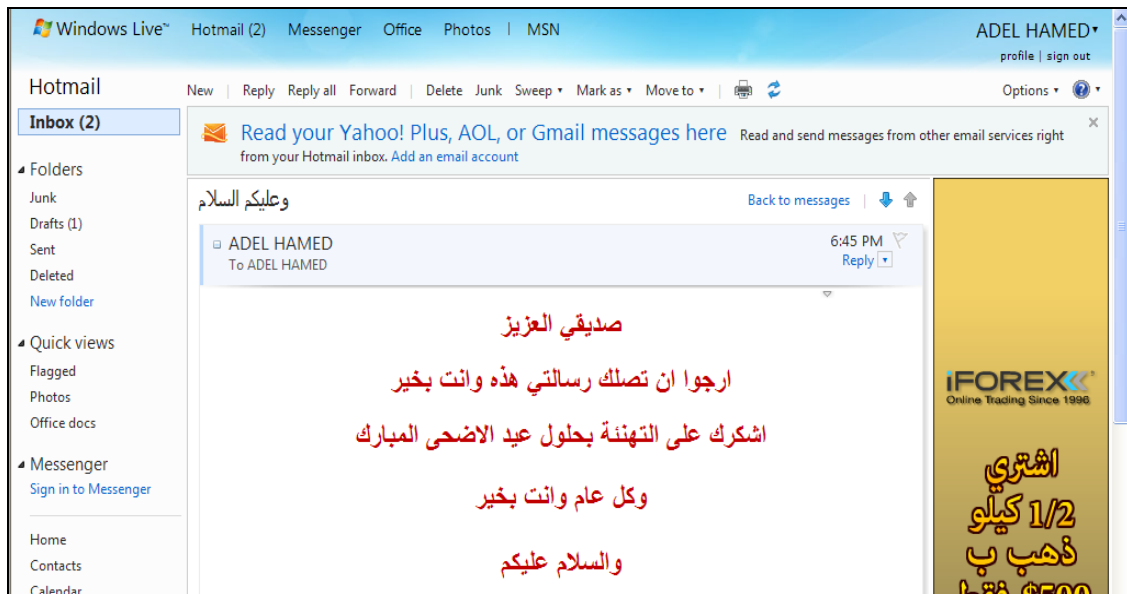 Windows Live™ Hotmail (2) Messenger Office Photos | MSN ADEL HAMED
profile | sign out
Hotmail
New | Reply Reply all Forward | Delete Junk Sweep Mark as Move to | Options
Inbox (2)
Read your Yahoo! Plus, AOL, or Gmail messages here Read and send messages from other email services right
from your Hotmail inbox. Add an email account
Folders
Junk
Drafts (1)
Sent
Deleted
New folder
Quick views
Flagged
Photos
Office docs
Messenger
Sign in to Messenger
Home
Contacts
Calendar
وعليكم السلام
Back to messages |
ADEL HAMED 6:45 PM
To ADEL HAMED Reply
صديقي العزيز
ارجوا ان تصلك رسالتي هذه وانت بخير
اشكرك على التهنئة بحلول عيد الاضحى المبارك
وكل عام وانت بخير
والسلام عليكم
iFOREX
Online Trading Since 1996
اشتري
1/2 كيلو
ذهب ب
$500 فقط